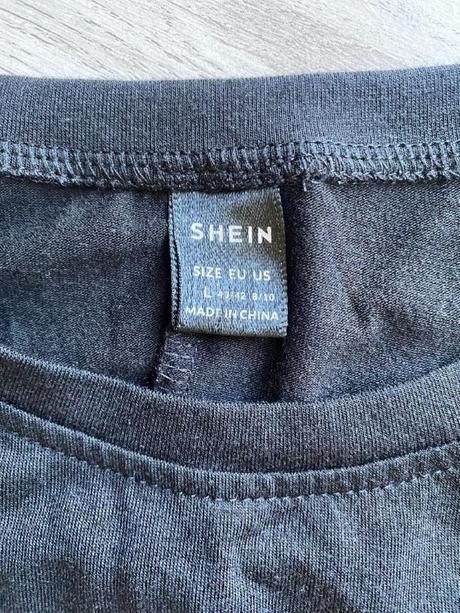 SHEIN
SIZE EU US
L 8/10
MADE IN CHINA